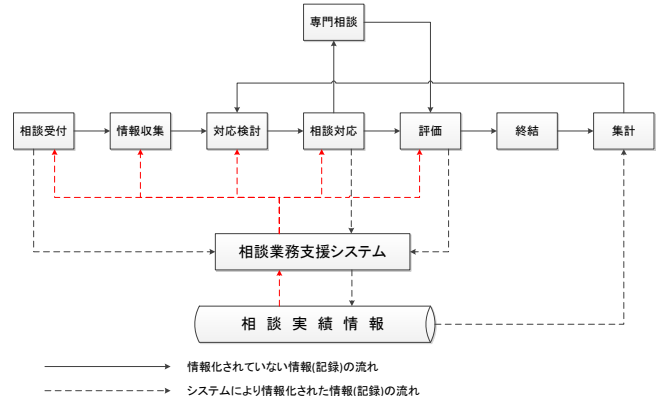 専門相談
相談受付
情報収集
対応検討
相談対応
評価
終結
集計
相談業務支援システム
相談実績情報
情報化されていない情報(記録)の流れ
システムにより情報化された情報(記録)の流れ